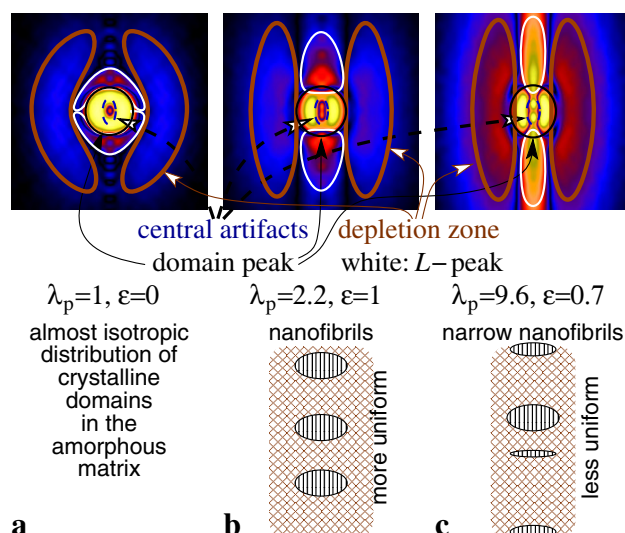 central artifacts depletion zone
domain peak white: L–peak
λp=1, ε=0 λp=2.2, ε=1 λp=9.6, ε=0.7
almost isotropic
distribution of
crystalline
domains
in the
amorphous
matrix
nanofibrils
more uniform
narrow nanofibrils
less uniform
a b c